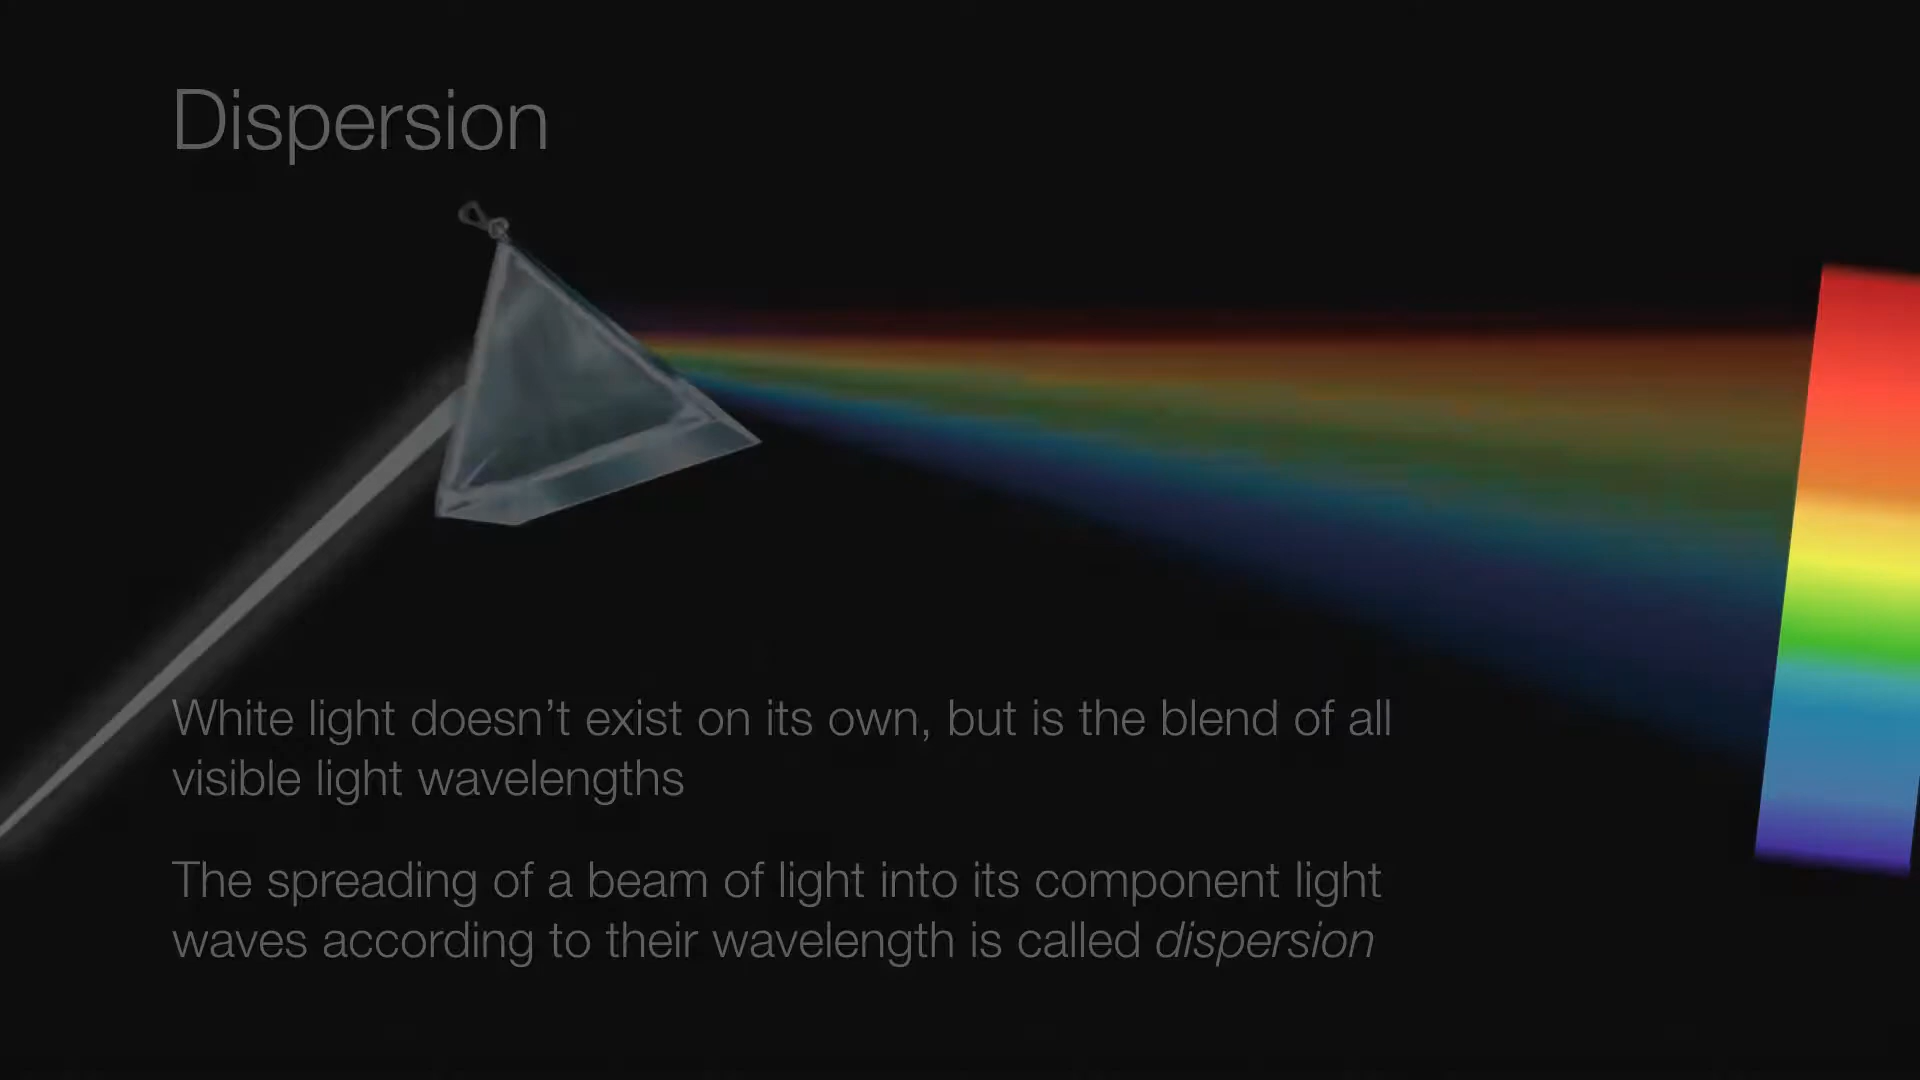 Dispersion
White light doesn’t exist on its own, but is the blend of all
visible light wavelengths
The spreading of a beam of light into its component light
waves according to their wavelength is called dispersion